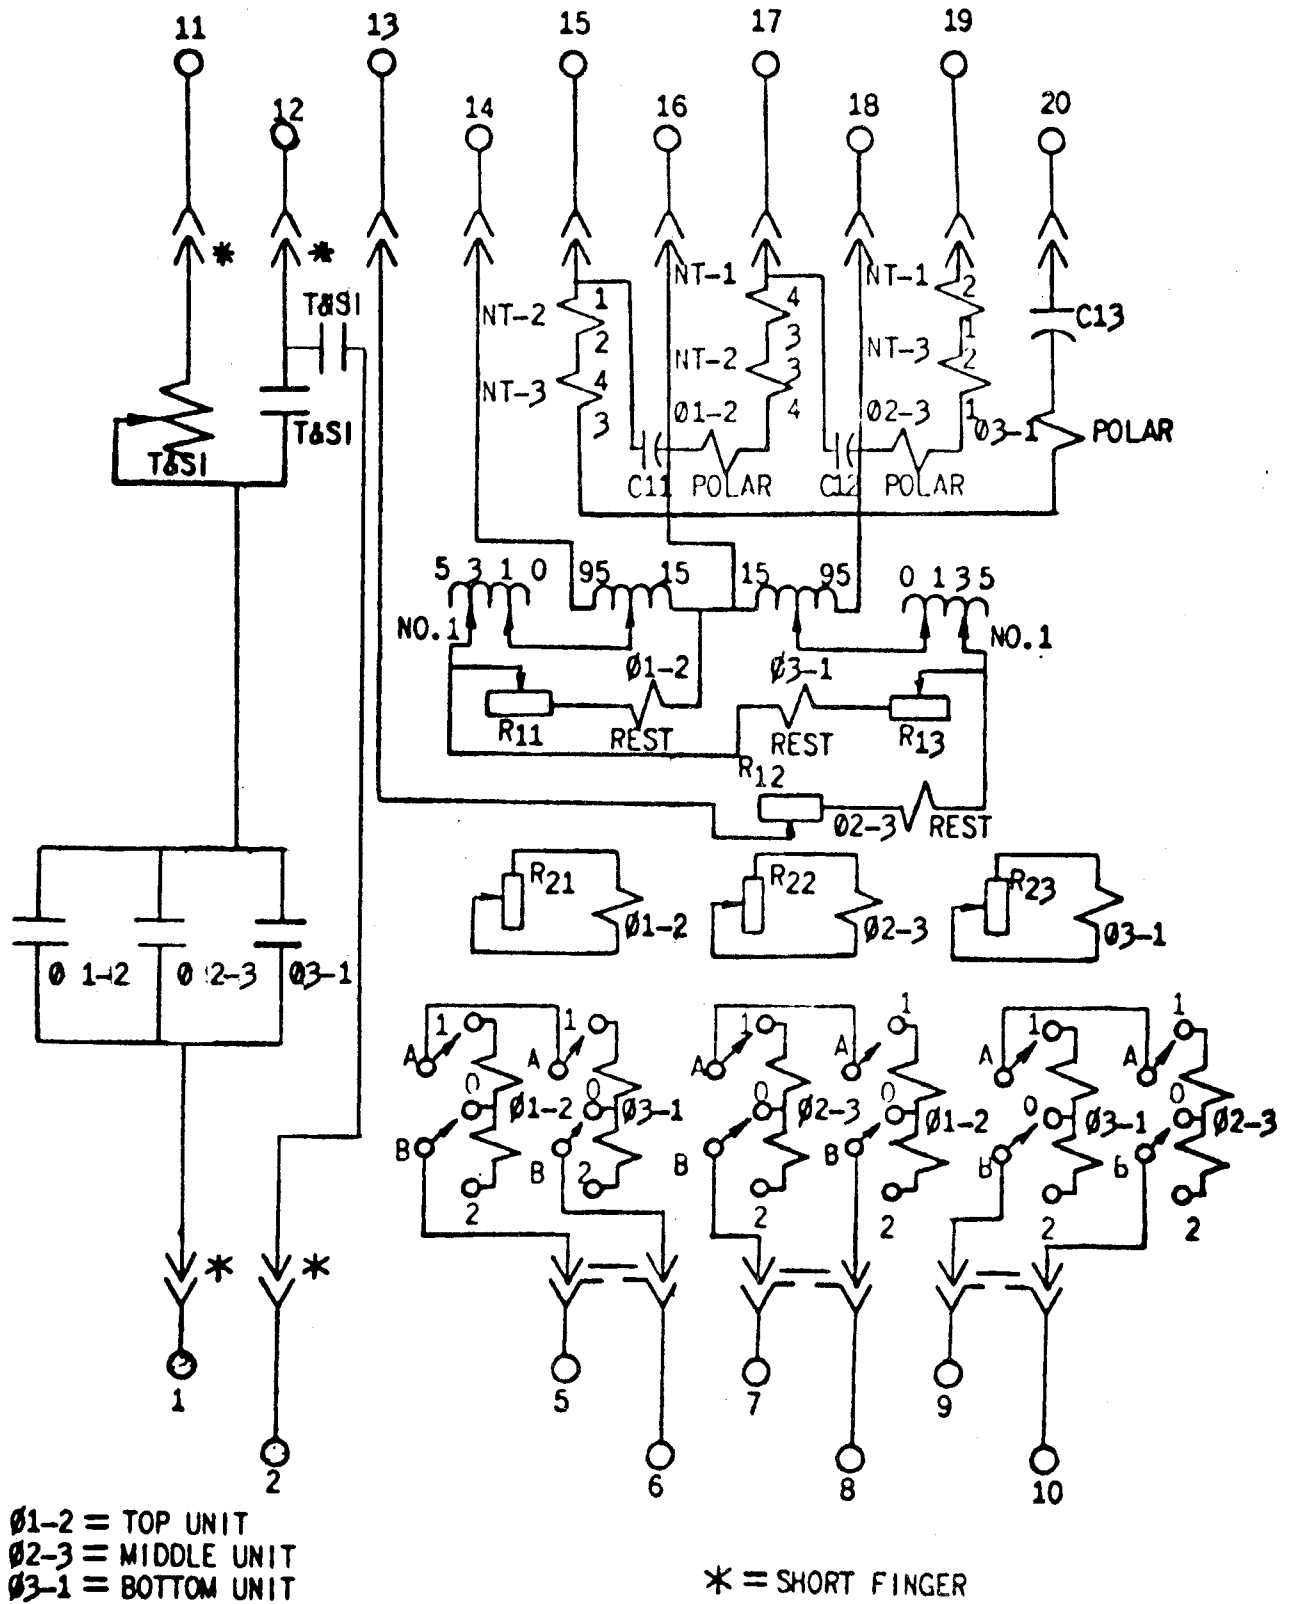 11 13 15 17 19
12 14 16 18 20
* *
NT-1 NT-1 2
T&SI 1 4 C13
NT-2 1
2 3 NT-3 2
NT-2 3
NT-3 4 4
T&SI 3 Ø1-2 Ø2-3 1 Ø3-1 POLAR
T&SI C11 POLAR C12 POLAR
5 3 1 0 95 15 15 95 0 1 3 5
NO.1 NO.1
Ø1-2 Ø3-1
R11 REST REST R13
R12
Ø2-3 REST
R21 R22 R23
Ø1-2 Ø2-3 Ø3-1
Ø 1-2 Ø 2-3 Ø3-1
1 1 1 1 1 1
A A A A A A
0 0 0 0 0 0
Ø1-2 Ø3-1 Ø2-3 Ø1-2 Ø3-1 Ø2-3
B B B B B B
2 2 2 2 2 2
* *
1 5 7 9
2 6 8 10
Ø1-2 = TOP UNIT
Ø2-3 = MIDDLE UNIT
Ø3-1 = BOTTOM UNIT
* = SHORT FINGER